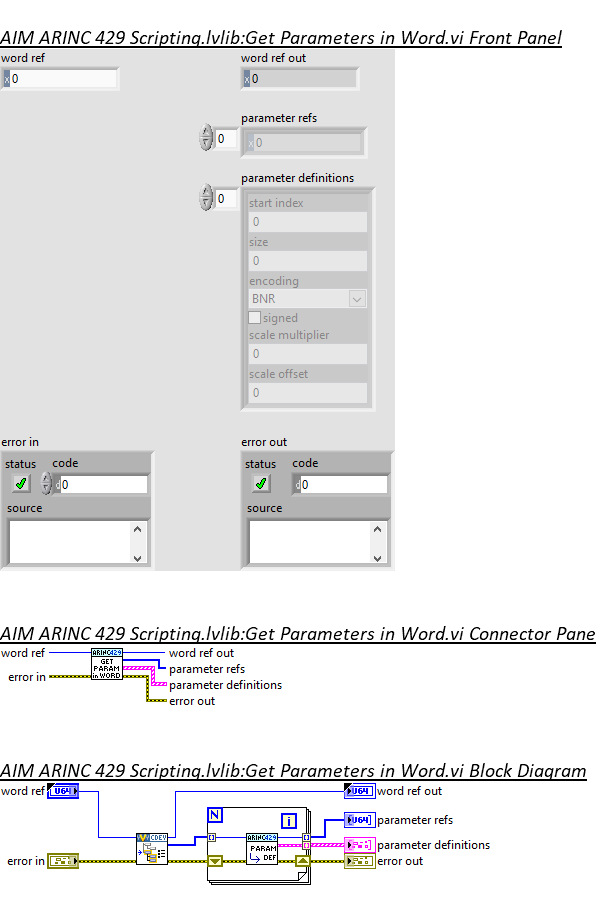 AIM ARINC 429 Scripting.lvlib:Get Parameters in Word.vi Front Panel
word ref
word ref out
x 0
x 0
parameter refs
0
x 0
parameter definitions
0
start index
0
size
0
encoding
BNR
signed
scale multiplier
0
scale offset
0
error in
error out
status code
status code
d 0
d 0
source
source
AIM ARINC 429 Scripting.lvlib:Get Parameters in Word.vi Connector Pane
word ref
ARINC429
GET
PARAM
in WORD
word ref out
parameter refs
error in
parameter definitions
error out
AIM ARINC 429 Scripting.lvlib:Get Parameters in Word.vi Block Diagram
word ref
U64
U64
word ref out
N
i
U64
parameter refs
V CDEV
ARINC429
PARAM
DEF
parameter definitions
error in
error out